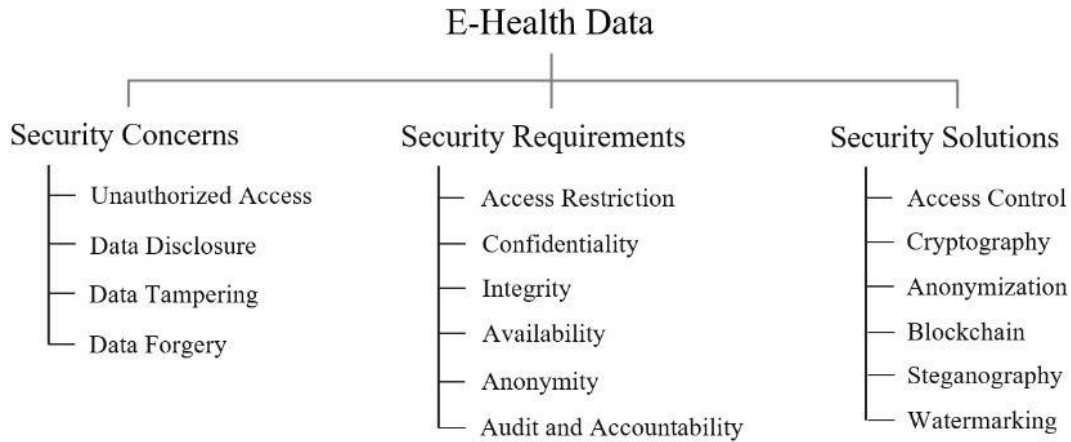 E-Health Data
Security Concerns
Unauthorized Access
Data Disclosure
Data Tampering
Data Forgery
Security Requirements
Access Restriction
Confidentiality
Integrity
Availability
Anonymity
Audit and Accountability
Security Solutions
Access Control
Cryptography
Anonymization
Blockchain
Steganography
Watermarking